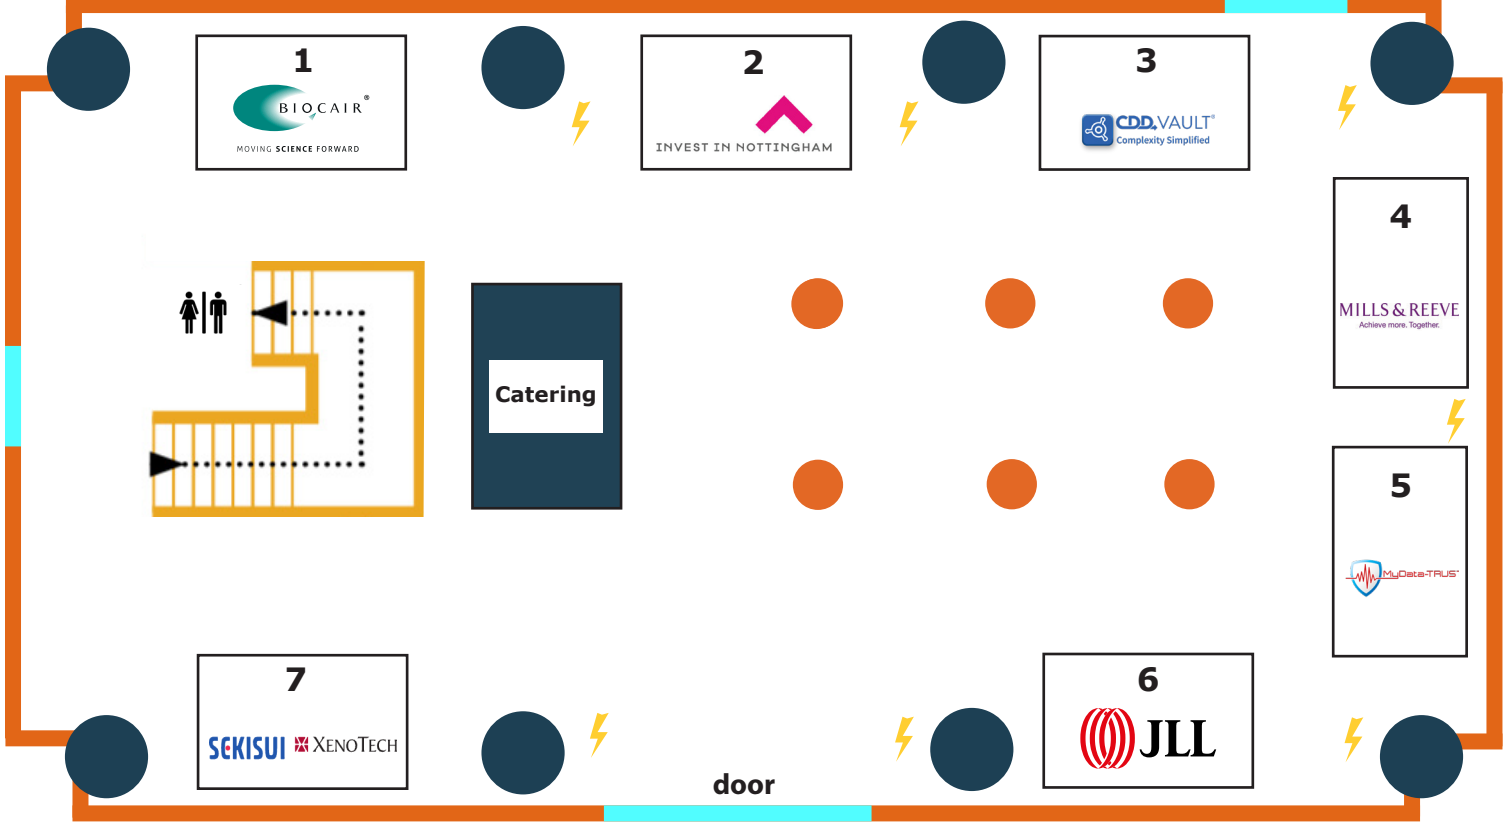 1
BIOCAIR®
MOVING SCIENCE FORWARD
2
INVEST IN NOTTINGHAM
3
CDD VAULT®
Complexity Simplified
4
MILLS & REEVE
Achieve more. Together.
Catering
5
MyData-TRUST™
7
SEKISUI XENOTECH
6
JLL
door